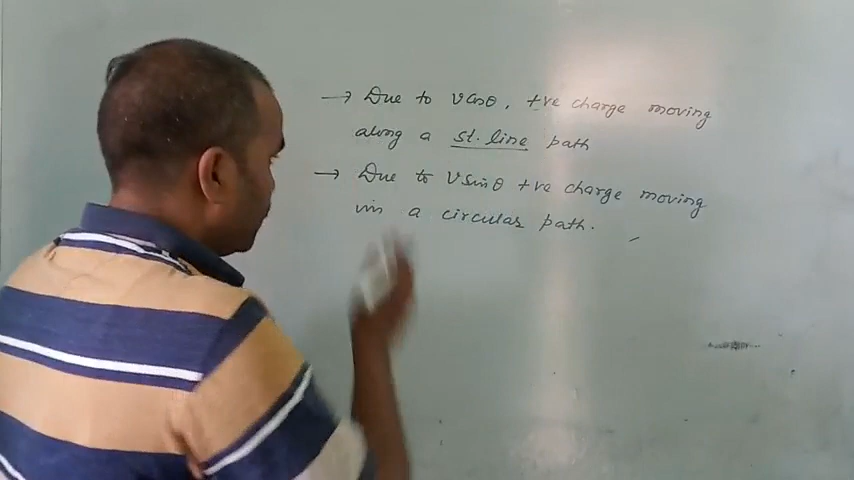 → Due to vcosθ, +ve charge moving
along a st. line path
→ Due to vsinθ +ve charge moving
in a circular path.